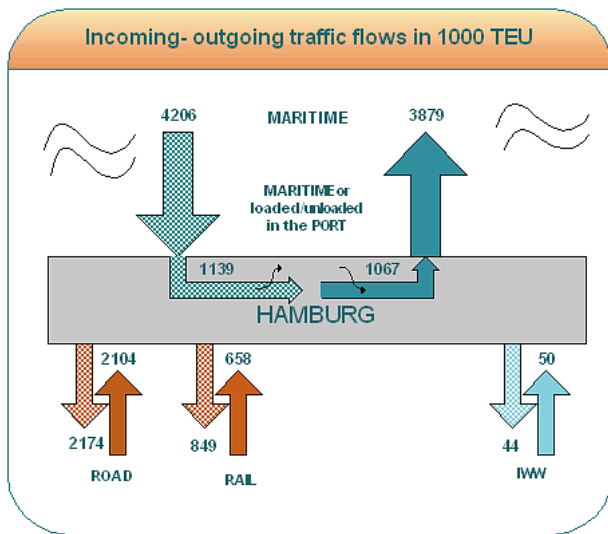 Incoming- outgoing traffic flows in 1000 TEU
4206
MARITIME
3879
MARITIME or
loaded/unloaded
in the PORT
1139
1067
HAMBURG
2104
658
50
2174
849
44
ROAD
RAIL
IWW